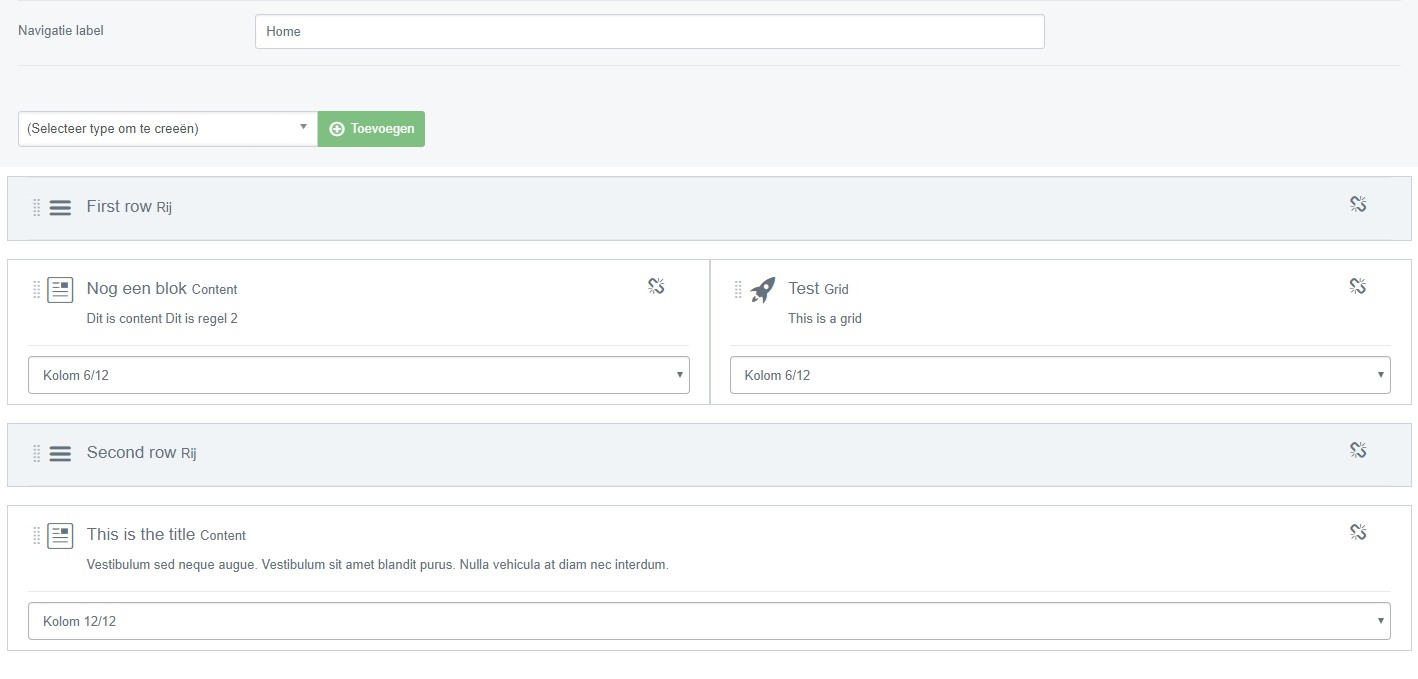 Navigatie label
Home
(Selecteer type om te creeën)
Toevoegen
First row Rij
Nog een blok Content
Dit is content Dit is regel 2
Kolom 6/12
Test Grid
This is a grid
Kolom 6/12
Second row Rij
This is the title Content
Vestibulum sed neque augue. Vestibulum sit amet blandit purus. Nulla vehicula at diam nec interdum.
Kolom 12/12